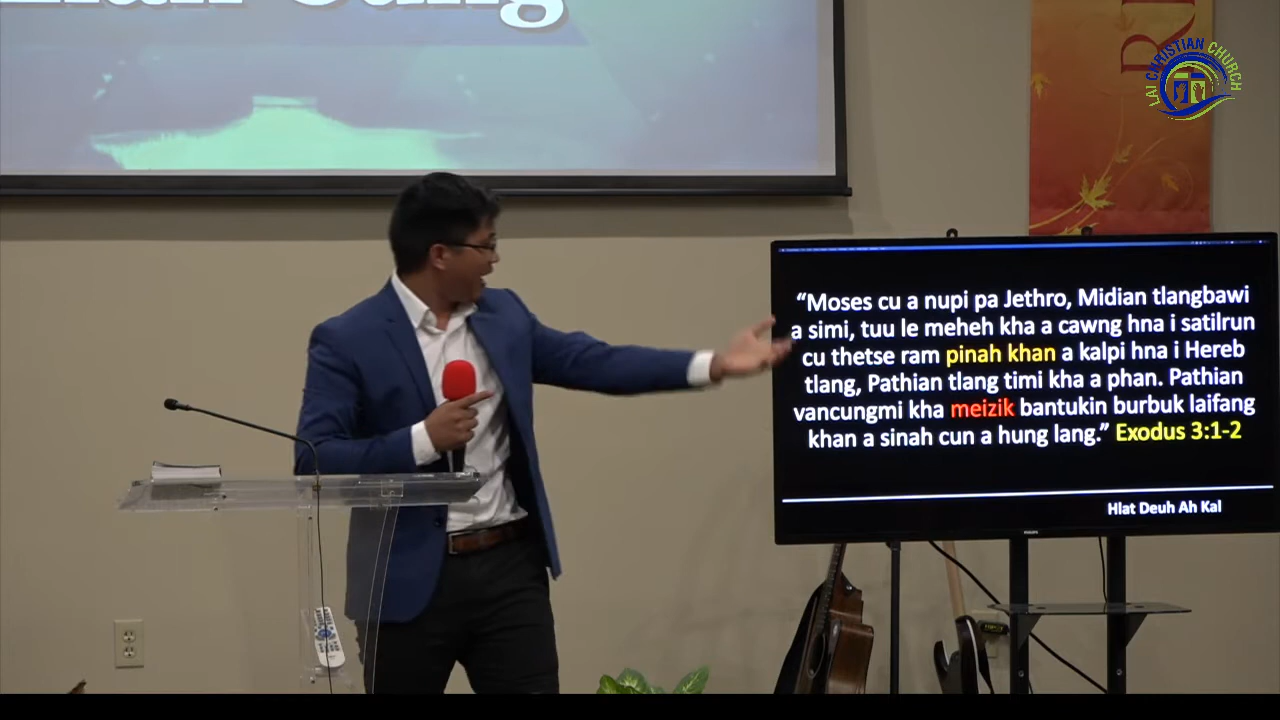 LAI CHRISTIAN CHURCH
“Moses cu a nupi pa Jethro, Midian tlangbawi
a simi, tuu le meheh kha a cawng hna i satilrun
cu thetse ram pinah khan a kalpi hna i Hereb
tlang, Pathian tlang timi kha a phan. Pathian
vancungmi kha meizik bantukin burbuk laifang
khan a sinah cun a hung lang.” Exodus 3:1-2
Hlat Deuh Ah Kal
PHILIPS